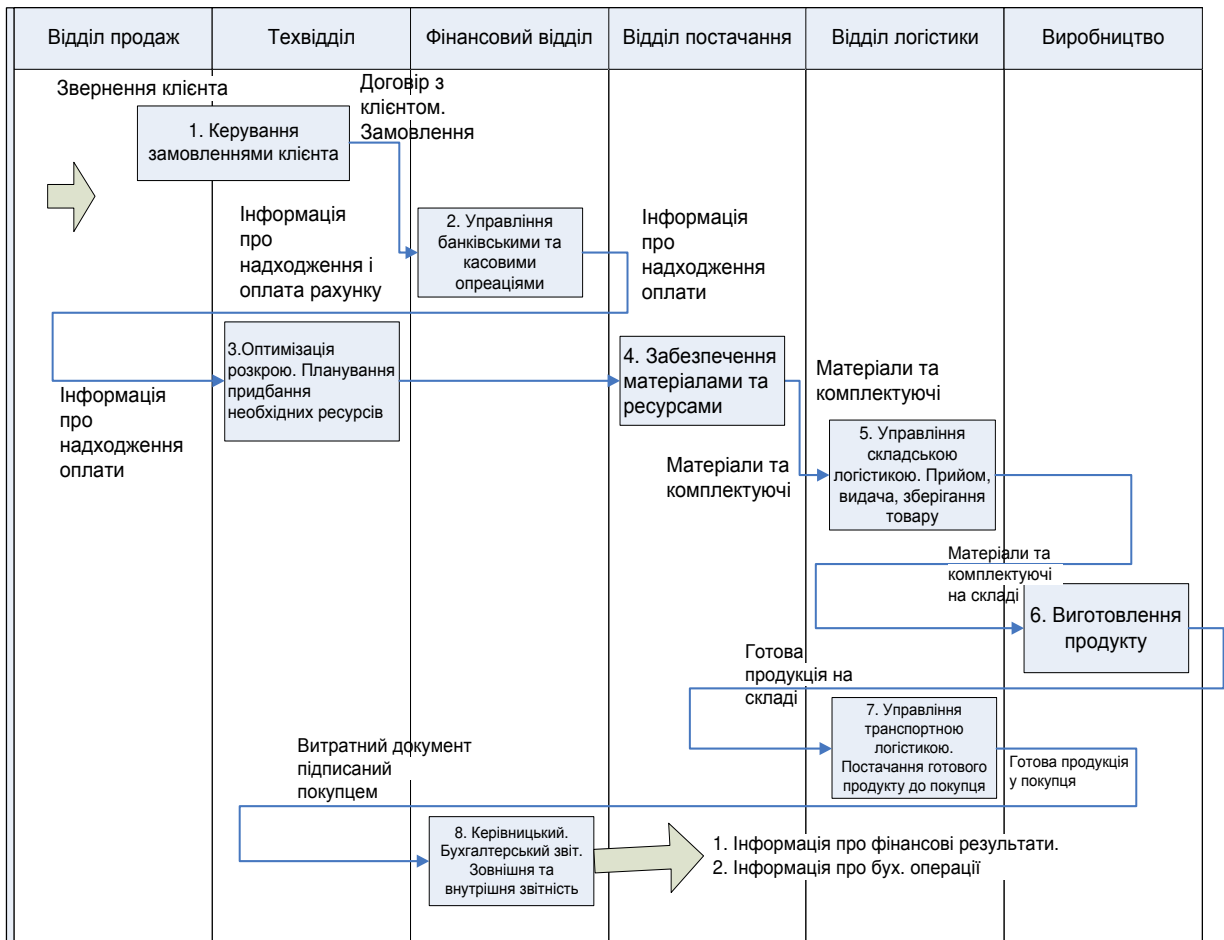 Відділ продаж
Техвідділ
Фінансовий відділ
Відділ постачання
Відділ логістики
Виробництво
Звернення клієнта
1. Керування
замовленнями клієнта
Договір з
клієнтом.
Замовлення
Інформація
про
надходження і
оплата рахунку
2. Управління
банківськими та
касовими
опреаціями
Інформація
про
надходження
оплати
Інформація
про
надходження
оплати
3.Оптимізація
розкрою. Планування
придбання
необхідних ресурсів
4. Забезпечення
матеріалами та
ресурсами
Матеріали та
комплектуючі
Матеріали та
комплектуючі
5. Управління
складською
логістикою. Прийом,
видача, зберігання
товару
Матеріали та
комплектуючі
на складі
6. Виготовлення
продукту
Готова
продукція на
складі
7. Управління
транспортною
логістикою.
Постачання готового
продукту до покупця
Готова продукція
у покупця
Витратний документ
підписаний
покупцем
8. Керівницький.
Бухгалтерський звіт.
Зовнішня та
внутрішня звітність
1. Інформація про фінансові результати.
2. Інформація про бух. операції